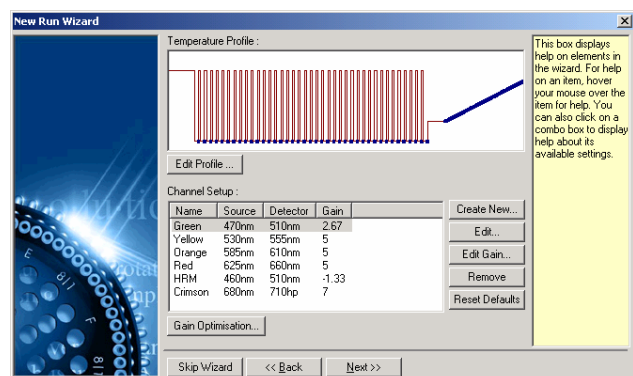 New Run Wizard
Temperature Profile :
Edit Profile ...
Channel Setup :
Name Source Detector Gain
Green 470nm 510nm 2.67
Yellow 530nm 555nm 5
Orange 585nm 610nm 5
Red 625nm 660nm 5
HRM 460nm 510nm -1.33
Crimson 680nm 710hp 7
Create New...
Edit...
Edit Gain...
Remove
Reset Defaults
Gain Optimisation...
Skip Wizard << Back Next >>
This box displays
help on elements in
the wizard. For help
on an item, hover
your mouse over the
item for help. You
can also click on a
combo box to display
help about its
available settings.